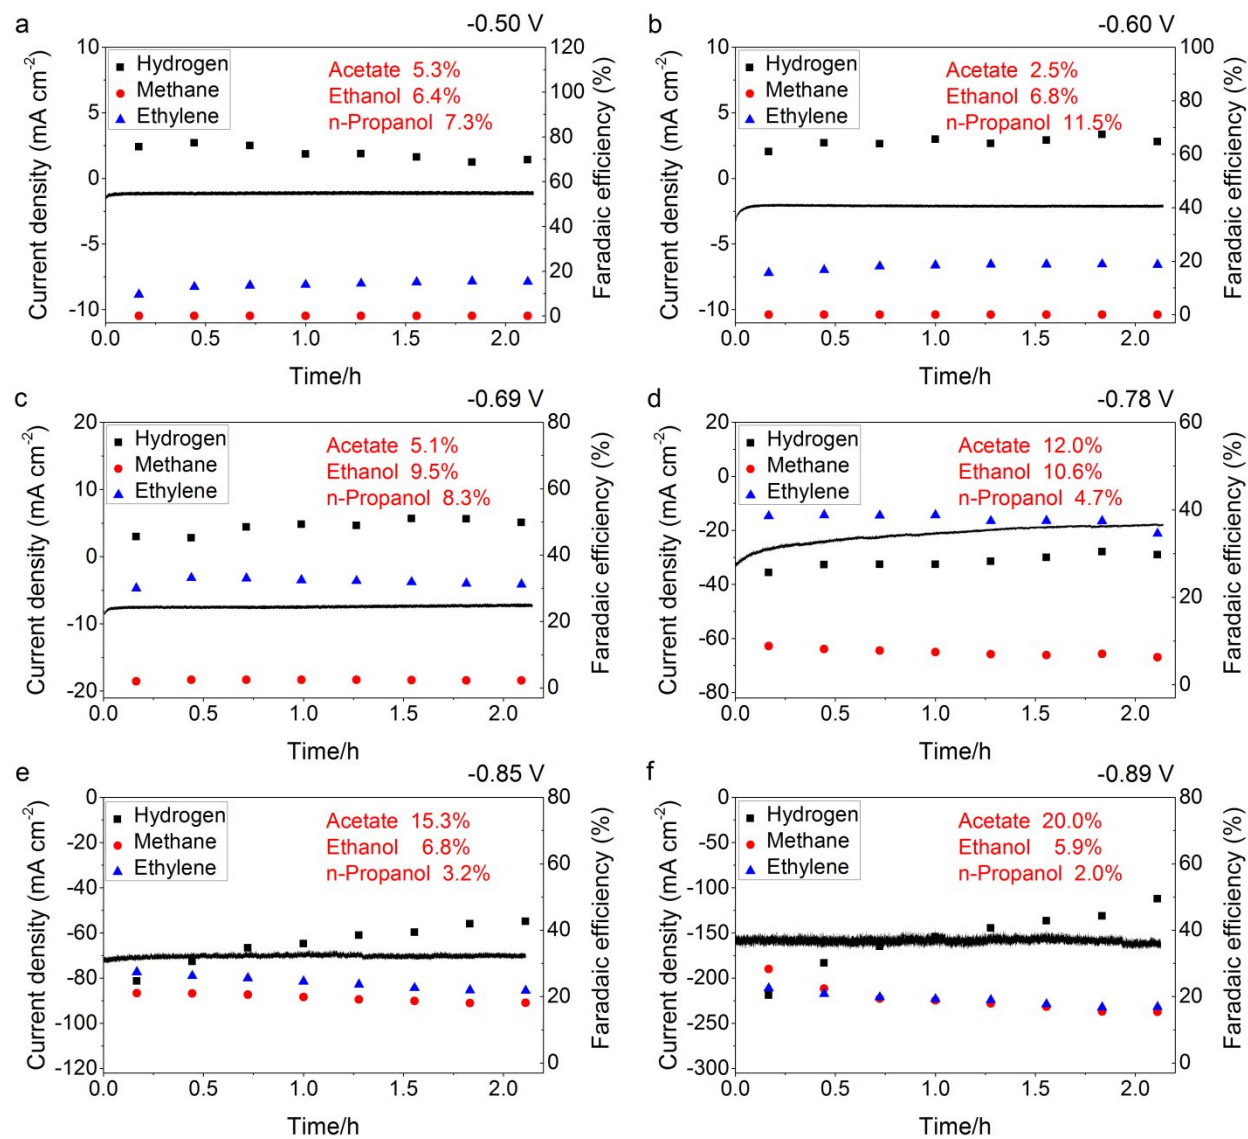 a
-0.50 V
Hydrogen
Methane
Ethylene
Acetate 5.3%
Ethanol 6.4%
n-Propanol 7.3%
10
5
0
-5
-10
Current density (mA cm-2)
120
100
80
60
40
20
0
Faradaic efficiency (%)
0.0 0.5 1.0 1.5 2.0
Time/h
b
-0.60 V
Hydrogen
Methane
Ethylene
Acetate 2.5%
Ethanol 6.8%
n-Propanol 11.5%
10
5
0
-5
-10
Current density (mA cm-2)
100
80
60
40
20
0
Faradaic efficiency (%)
0.0 0.5 1.0 1.5 2.0
Time/h
c
-0.69 V
Hydrogen
Methane
Ethylene
Acetate 5.1%
Ethanol 9.5%
n-Propanol 8.3%
20
10
0
-10
-20
Current density (mA cm-2)
80
60
40
20
0
Faradaic efficiency (%)
0.0 0.5 1.0 1.5 2.0
Time/h
d
-0.78 V
Hydrogen
Methane
Ethylene
Acetate 12.0%
Ethanol 10.6%
n-Propanol 4.7%
20
0
-20
-40
-60
-80
Current density (mA cm-2)
60
40
20
0
Faradaic efficiency (%)
0.0 0.5 1.0 1.5 2.0
Time/h
e
-0.85 V
Hydrogen
Methane
Ethylene
Acetate 15.3%
Ethanol 6.8%
n-Propanol 3.2%
0
-20
-40
-60
-80
-100
-120
Current density (mA cm-2)
80
60
40
20
0
Faradaic efficiency (%)
0.0 0.5 1.0 1.5 2.0
Time/h
f
-0.89 V
Hydrogen
Methane
Ethylene
Acetate 20.0%
Ethanol 5.9%
n-Propanol 2.0%
0
-50
-100
-150
-200
-250
-300
Current density (mA cm-2)
80
60
40
20
0
Faradaic efficiency (%)
0.0 0.5 1.0 1.5 2.0
Time/h